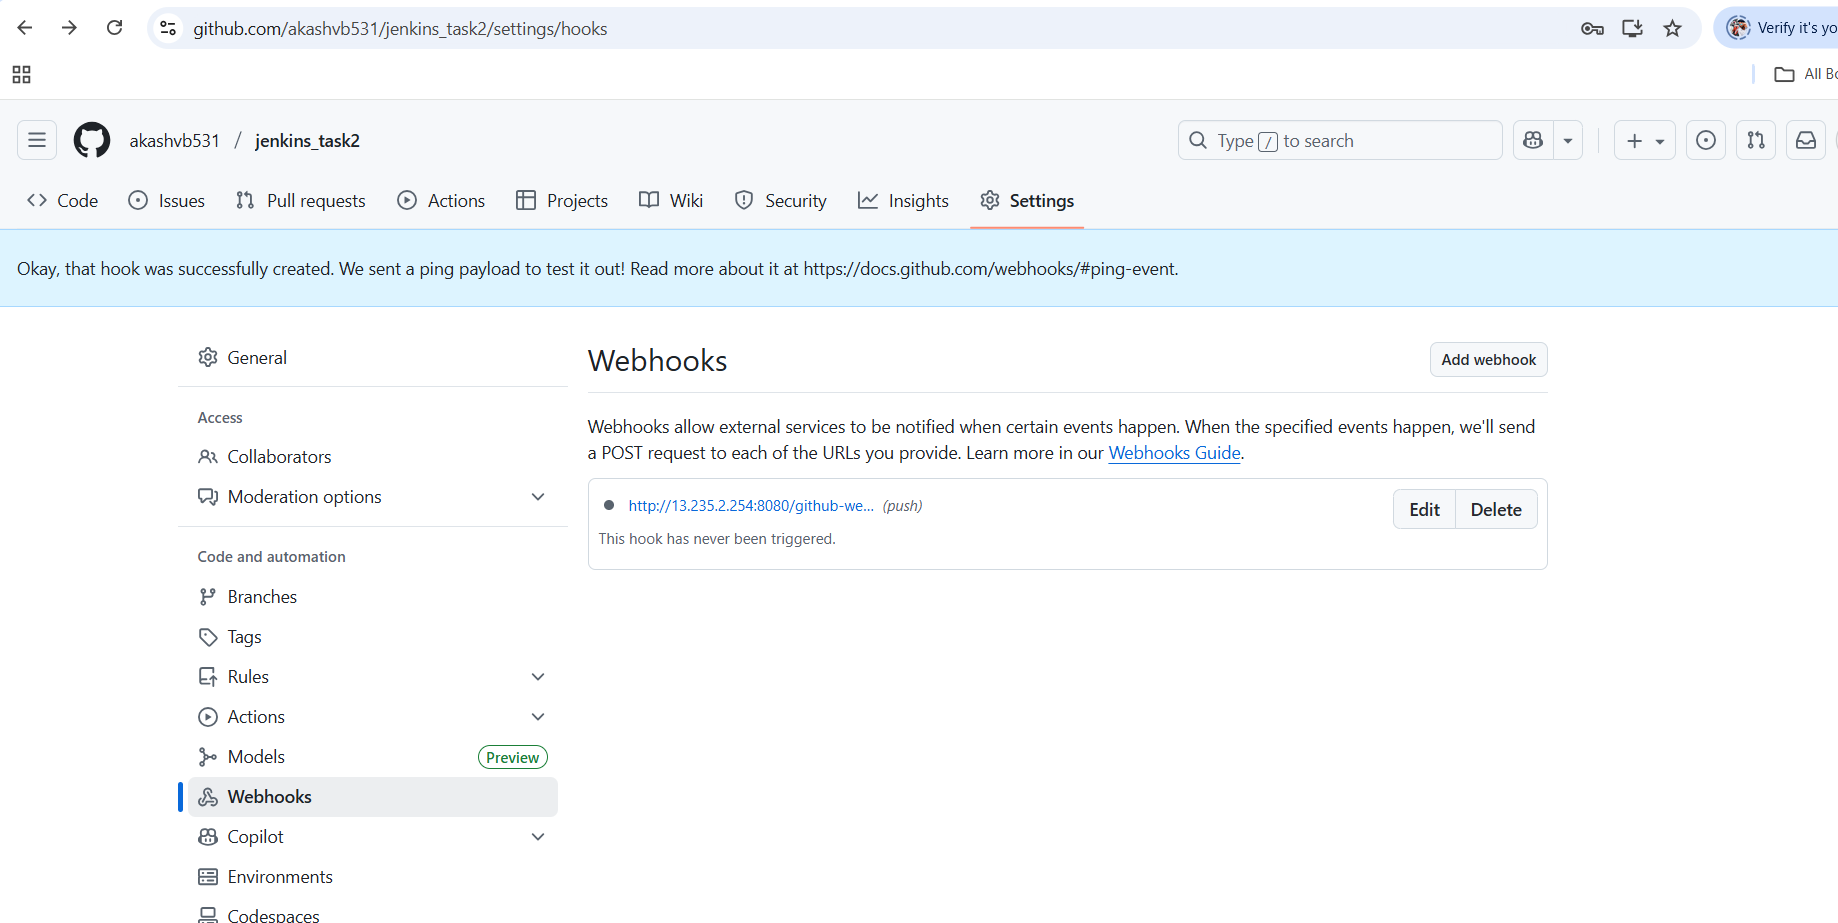 github.com/akashvb531/jenkins_task2/settings/hooks
Verify it's yo
All Bo
akashvb531 / jenkins_task2
Type / to search
Code Issues Pull requests Actions Projects Wiki Security Insights Settings
Okay, that hook was successfully created. We sent a ping payload to test it out! Read more about it at https://docs.github.com/webhooks/#ping-event.
General
Access
Collaborators
Moderation options
Code and automation
Branches
Tags
Rules
Actions
Models Preview
Webhooks
Copilot
Environments
Codespaces
Webhooks
Add webhook
Webhooks allow external services to be notified when certain events happen. When the specified events happen, we'll send
a POST request to each of the URLs you provide. Learn more in our Webhooks Guide.
http://13.235.2.254:8080/github-we... (push)
Edit Delete
This hook has never been triggered.